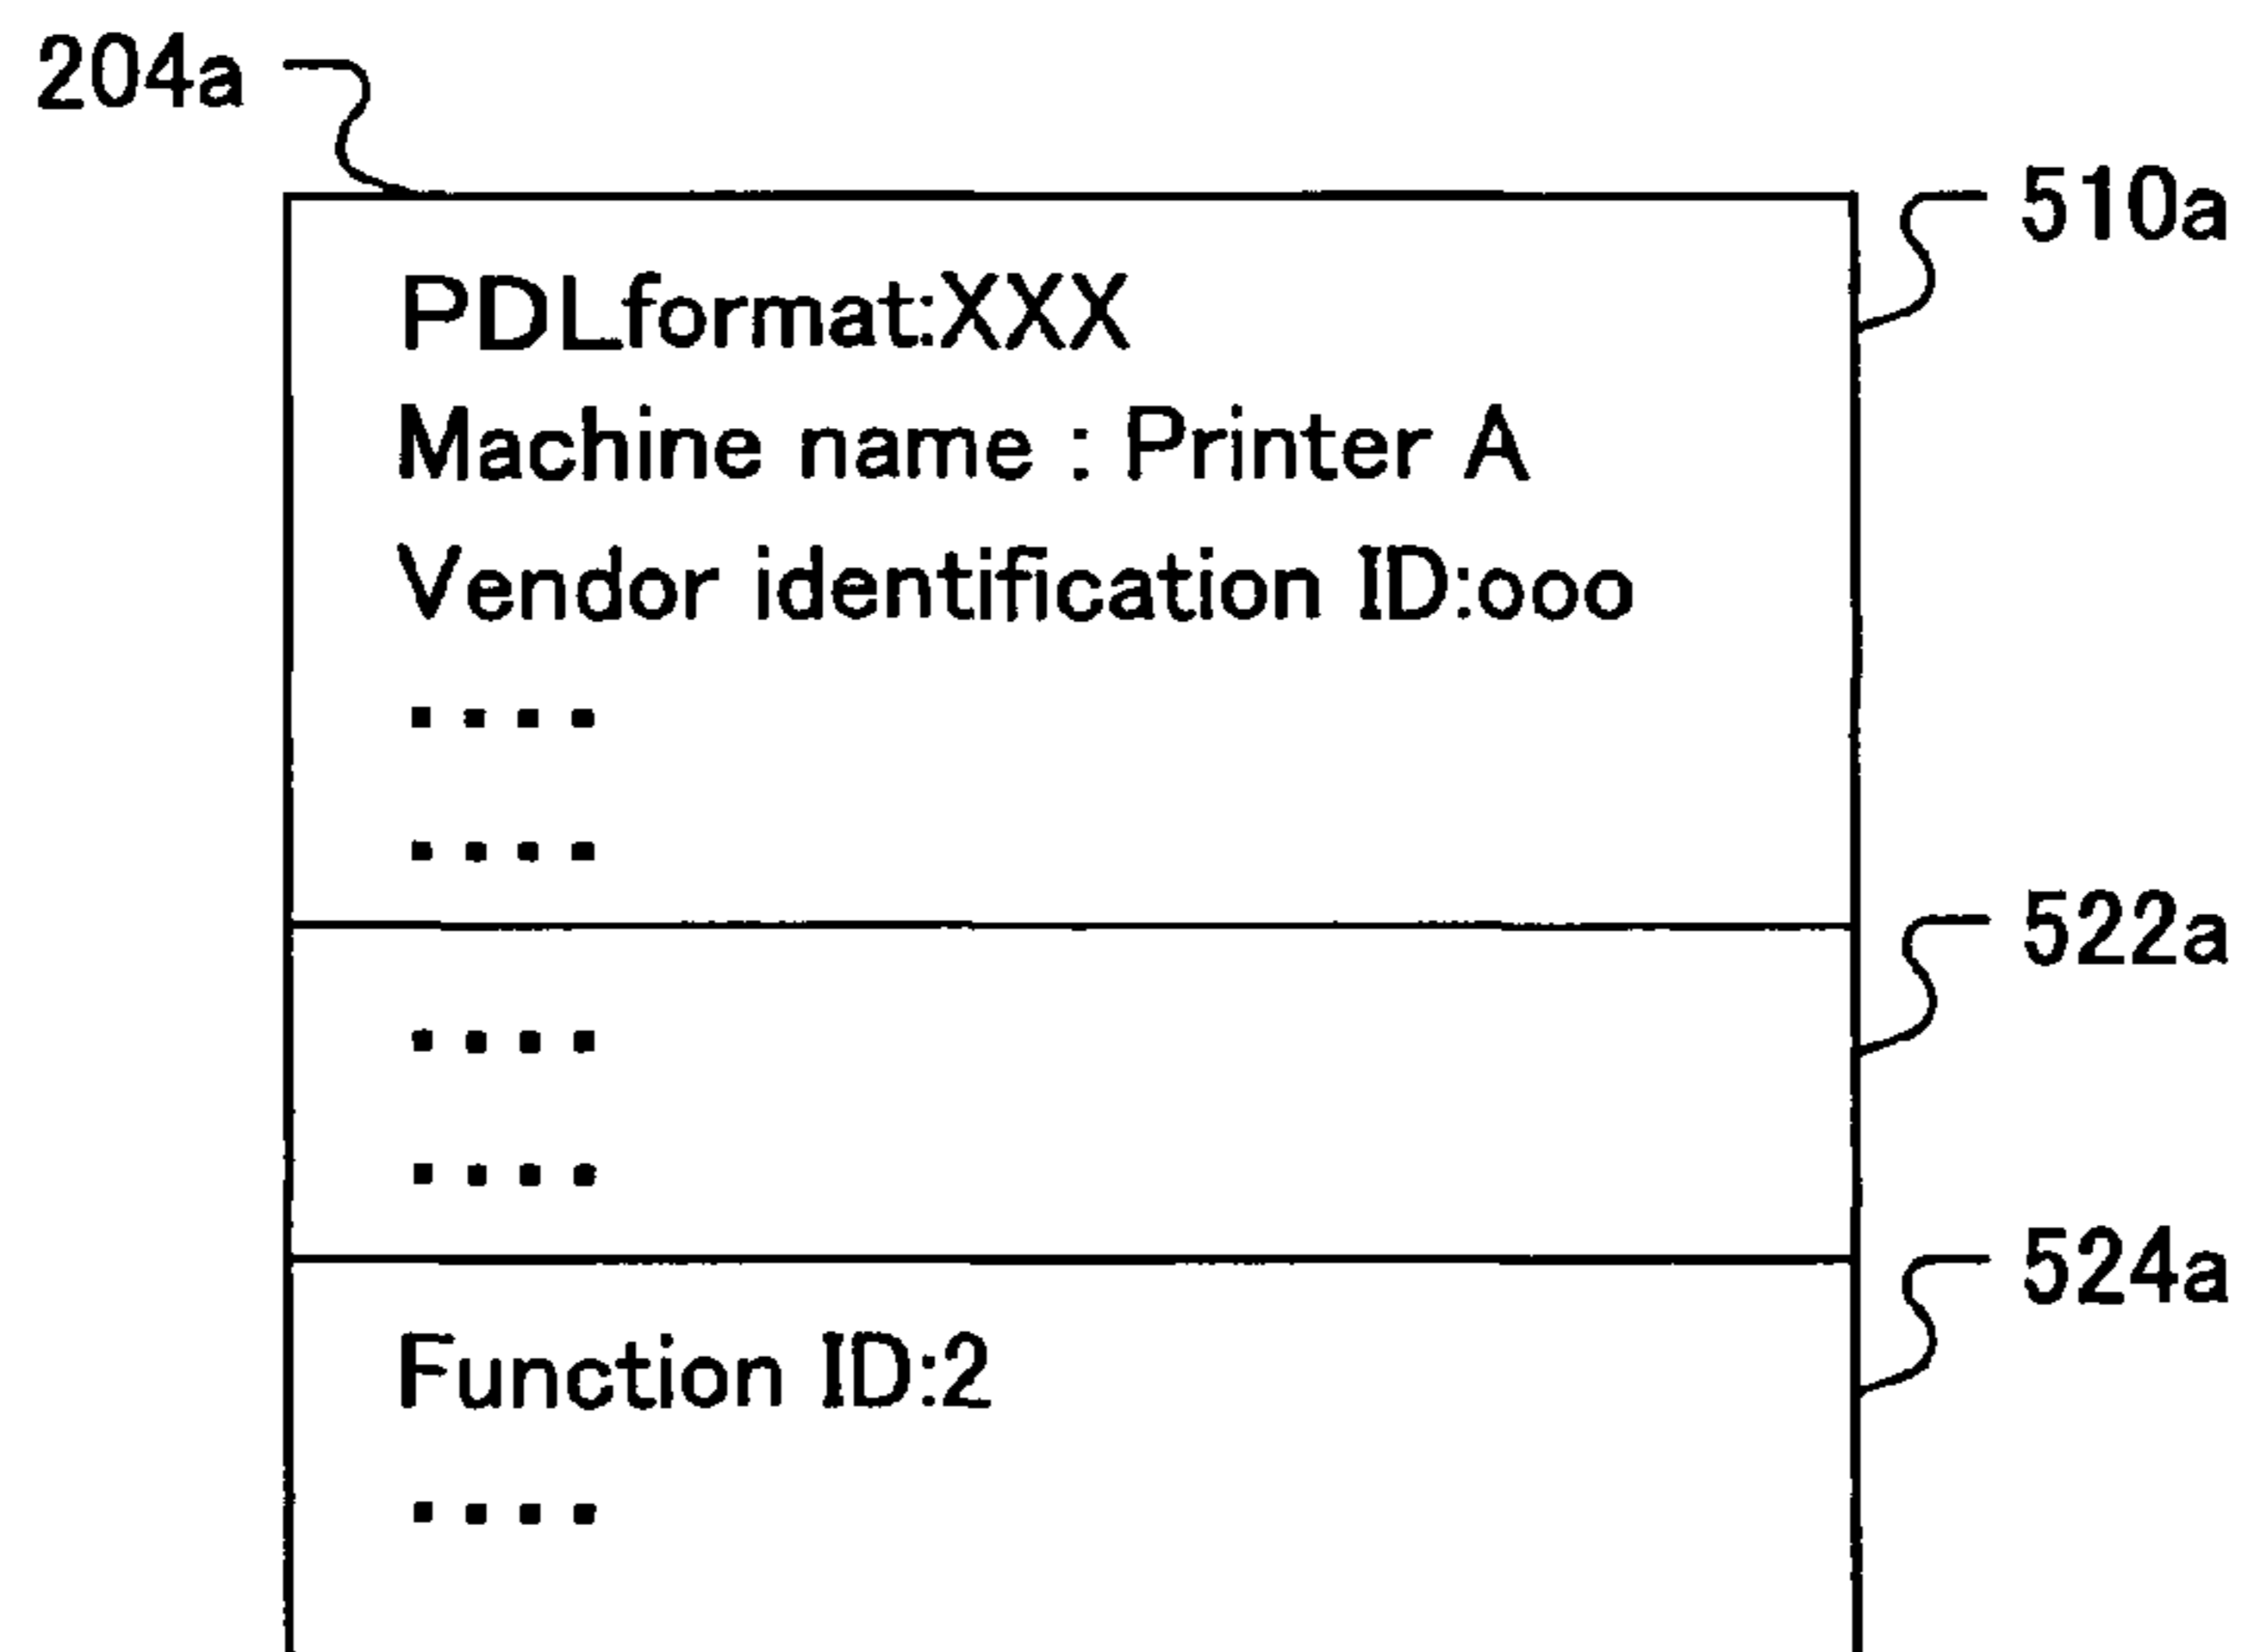 204a
510a
PDLformat:XXX
Machine name : Printer A
Vendor identification ID:ooo
....
....
522a
....
....
524a
Function ID:2
....